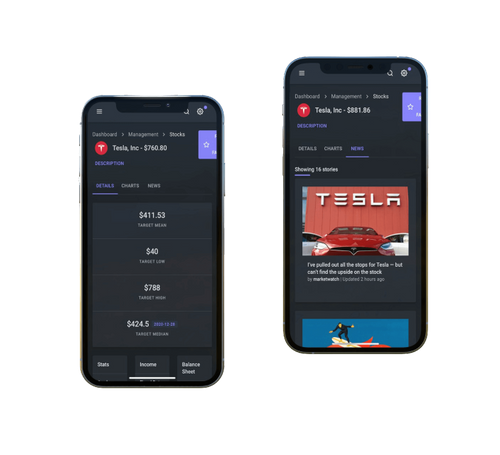 Dashboard > Management > Stocks
Tesla, Inc - $760.80
DESCRIPTION
DETAILS CHARTS NEWS
$411.53
TARGET MEAN
$40
TARGET LOW
$788
TARGET HIGH
$424.5
TARGET MEDIAN
Stats Income Balance
Sheet
Dashboard > Management > Stocks
Tesla, Inc - $881.86
DESCRIPTION
DETAILS CHARTS NEWS
Showing 16 stories
TESLA
I've pulled out all the stops for Tesla — but
can't find the upside on the stock
by marketwatch | Updated 2 hours ago